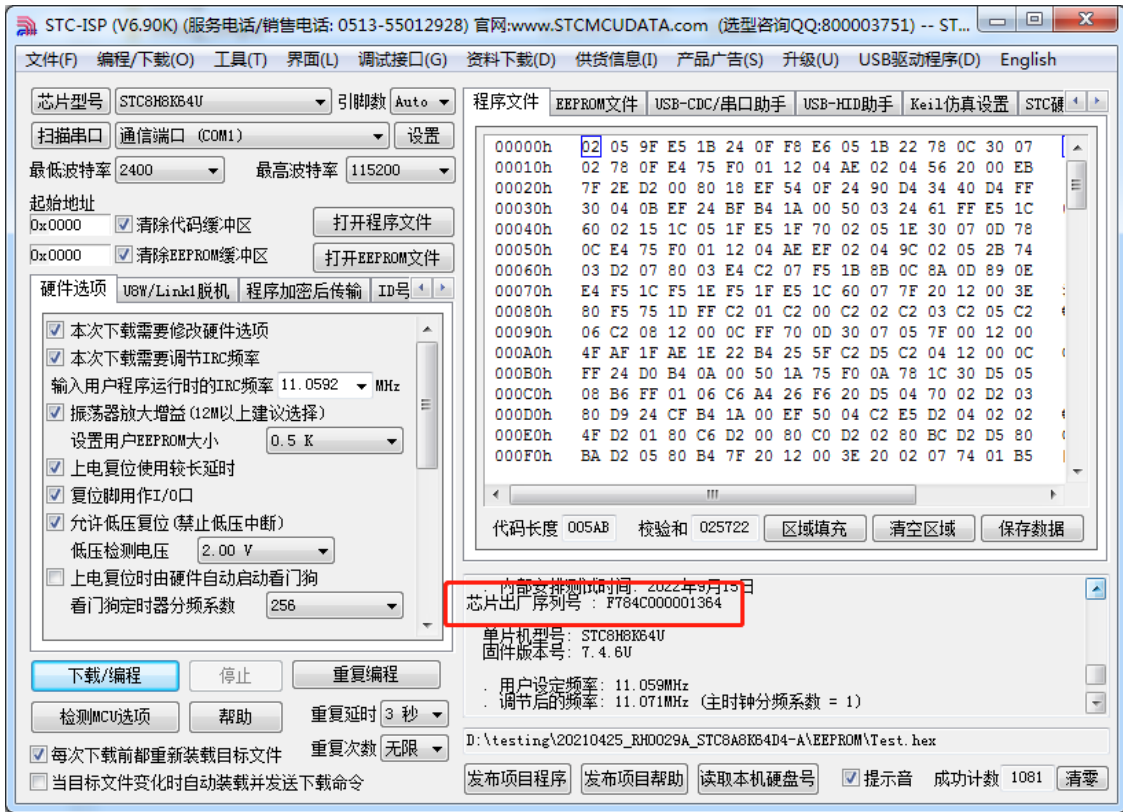 STC-ISP (V6.90K) (服务电话/销售电话: 0513-55012928) 官网:www.STCMCUDATA.com (选型咨询QQ:800003751) -- ST...
文件(F) 编程/下载(O) 工具(T) 界面(L) 调试接口(G) 资料下载(D) 供货信息(I) 产品广告(S) 升级(U) USB驱动程序(D) English
芯片型号 STC8H8K64U 引脚数 Auto
扫描串口 通信端口 (COM1) 设置
最低波特率 2400 最高波特率 115200
起始地址
0x0000 清除代码缓冲区 打开程序文件
0x0000 清除EEPROM缓冲区 打开EEPROM文件
硬件选项 U8W/Link1脱机 程序加密后传输 ID号
本次下载需要修改硬件选项
本次下载需要调节IRC频率
输入用户程序运行时的IRC频率 11.0592 MHz
振荡器放大增益(12M以上建议选择)
设置用户EEPROM大小 0.5 K
上电复位使用较长延时
复位脚用作I/O口
允许低压复位(禁止低压中断)
低压检测电压 2.00 V
上电复位时由硬件自动启动看门狗
看门狗定时器分频系数 256
下载/编程 停止 重复编程
检测MCU选项 帮助 重复延时 3 秒
每次下载前都重新装载目标文件 重复次数 无限
当目标文件变化时自动装载并发送下载命令
程序文件 EEPROM文件 USB-CDC/串口助手 USB-HID助手 Keil仿真设置 STC硬
00000h 02 05 9F E5 1B 24 0F F8 E6 05 1B 22 78 0C 30 07
00010h 02 78 0F E4 75 F0 01 12 04 AE 02 04 56 20 00 EB
00020h 7F 2E D2 00 80 18 EF 54 0F 24 90 D4 34 40 D4 FF
00030h 30 04 0B EF 24 BF B4 1A 00 50 03 24 61 FF E5 1C
00040h 60 02 15 1C 05 1F E5 1F 70 02 05 1E 30 07 0D 78
00050h 0C E4 75 F0 01 12 04 AE EF 02 04 9C 02 05 2B 74
00060h 03 D2 07 80 03 E4 C2 07 F5 1B 8B 0C 8A 0D 89 0E
00070h E4 F5 1C F5 1E F5 1F E5 1C 60 07 7F 20 12 00 3E
00080h 80 F5 75 1D FF C2 01 C2 00 C2 02 C2 03 C2 05 C2
00090h 06 C2 08 12 00 0C FF 70 0D 30 07 05 7F 00 12 00
000A0h 4F AF 1F AE 1E 22 B4 25 5F C2 D5 C2 04 12 00 0C
000B0h FF 24 D0 B4 0A 00 50 1A 75 F0 0A 78 1C 30 D5 05
000C0h 08 B6 FF 01 06 C6 A4 26 F6 20 D5 04 70 02 D2 03
000D0h 80 D9 24 CF B4 1A 00 EF 50 04 C2 E5 D2 04 02 02
000E0h 4F D2 01 80 C6 D2 00 80 C0 D2 02 80 BC D2 D5 80
000F0h BA D2 05 80 B4 7F 20 12 00 3E 20 02 07 74 01 B5
代码长度 005AB 校验和 025722 区域填充 清空区域 保存数据
. 内部安排测试时间: 2022年9月15日
芯片出厂序列号 : F784C000001364
单片机型号: STC8H8K64U
固件版本号: 7.4.6U
. 用户设定频率: 11.059MHz
. 调节后的频率: 11.071MHz (主时钟分频系数 = 1)
D:\testing\20210425_RH0029A_STC8A8K64D4-A\EEPROM\Test.hex
发布项目程序 发布项目帮助 读取本机硬盘号 提示音 成功计数 1081 清零